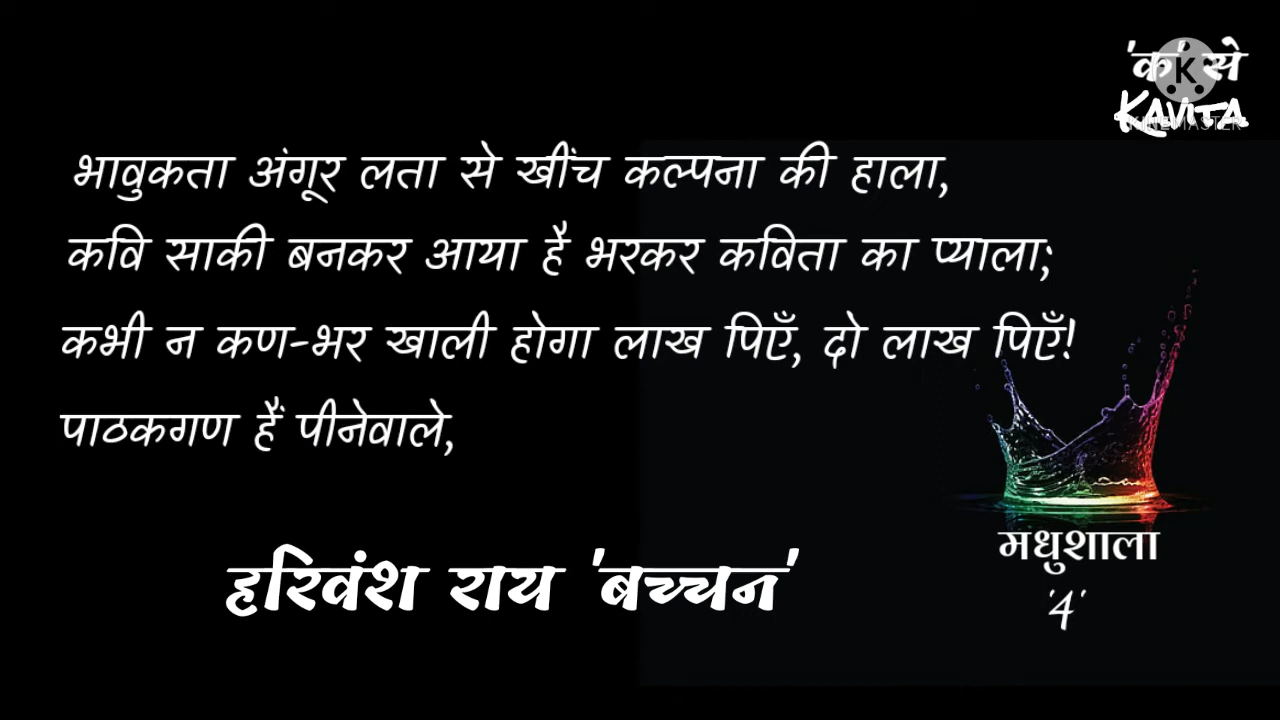 'क' से
KAVITA
KINEMASTER
भावुकता अंगूर लता से खींच कल्पना की हाला,
कवि साकी बनकर आया है भरकर कविता का प्याला;
कभी न कण-भर खाली होगा लाख पिएँ, दो लाख पिएँ!
पाठकगण हैं पीनेवाले,
हरिवंश राय 'बच्चन'
मधुशाला
'4'